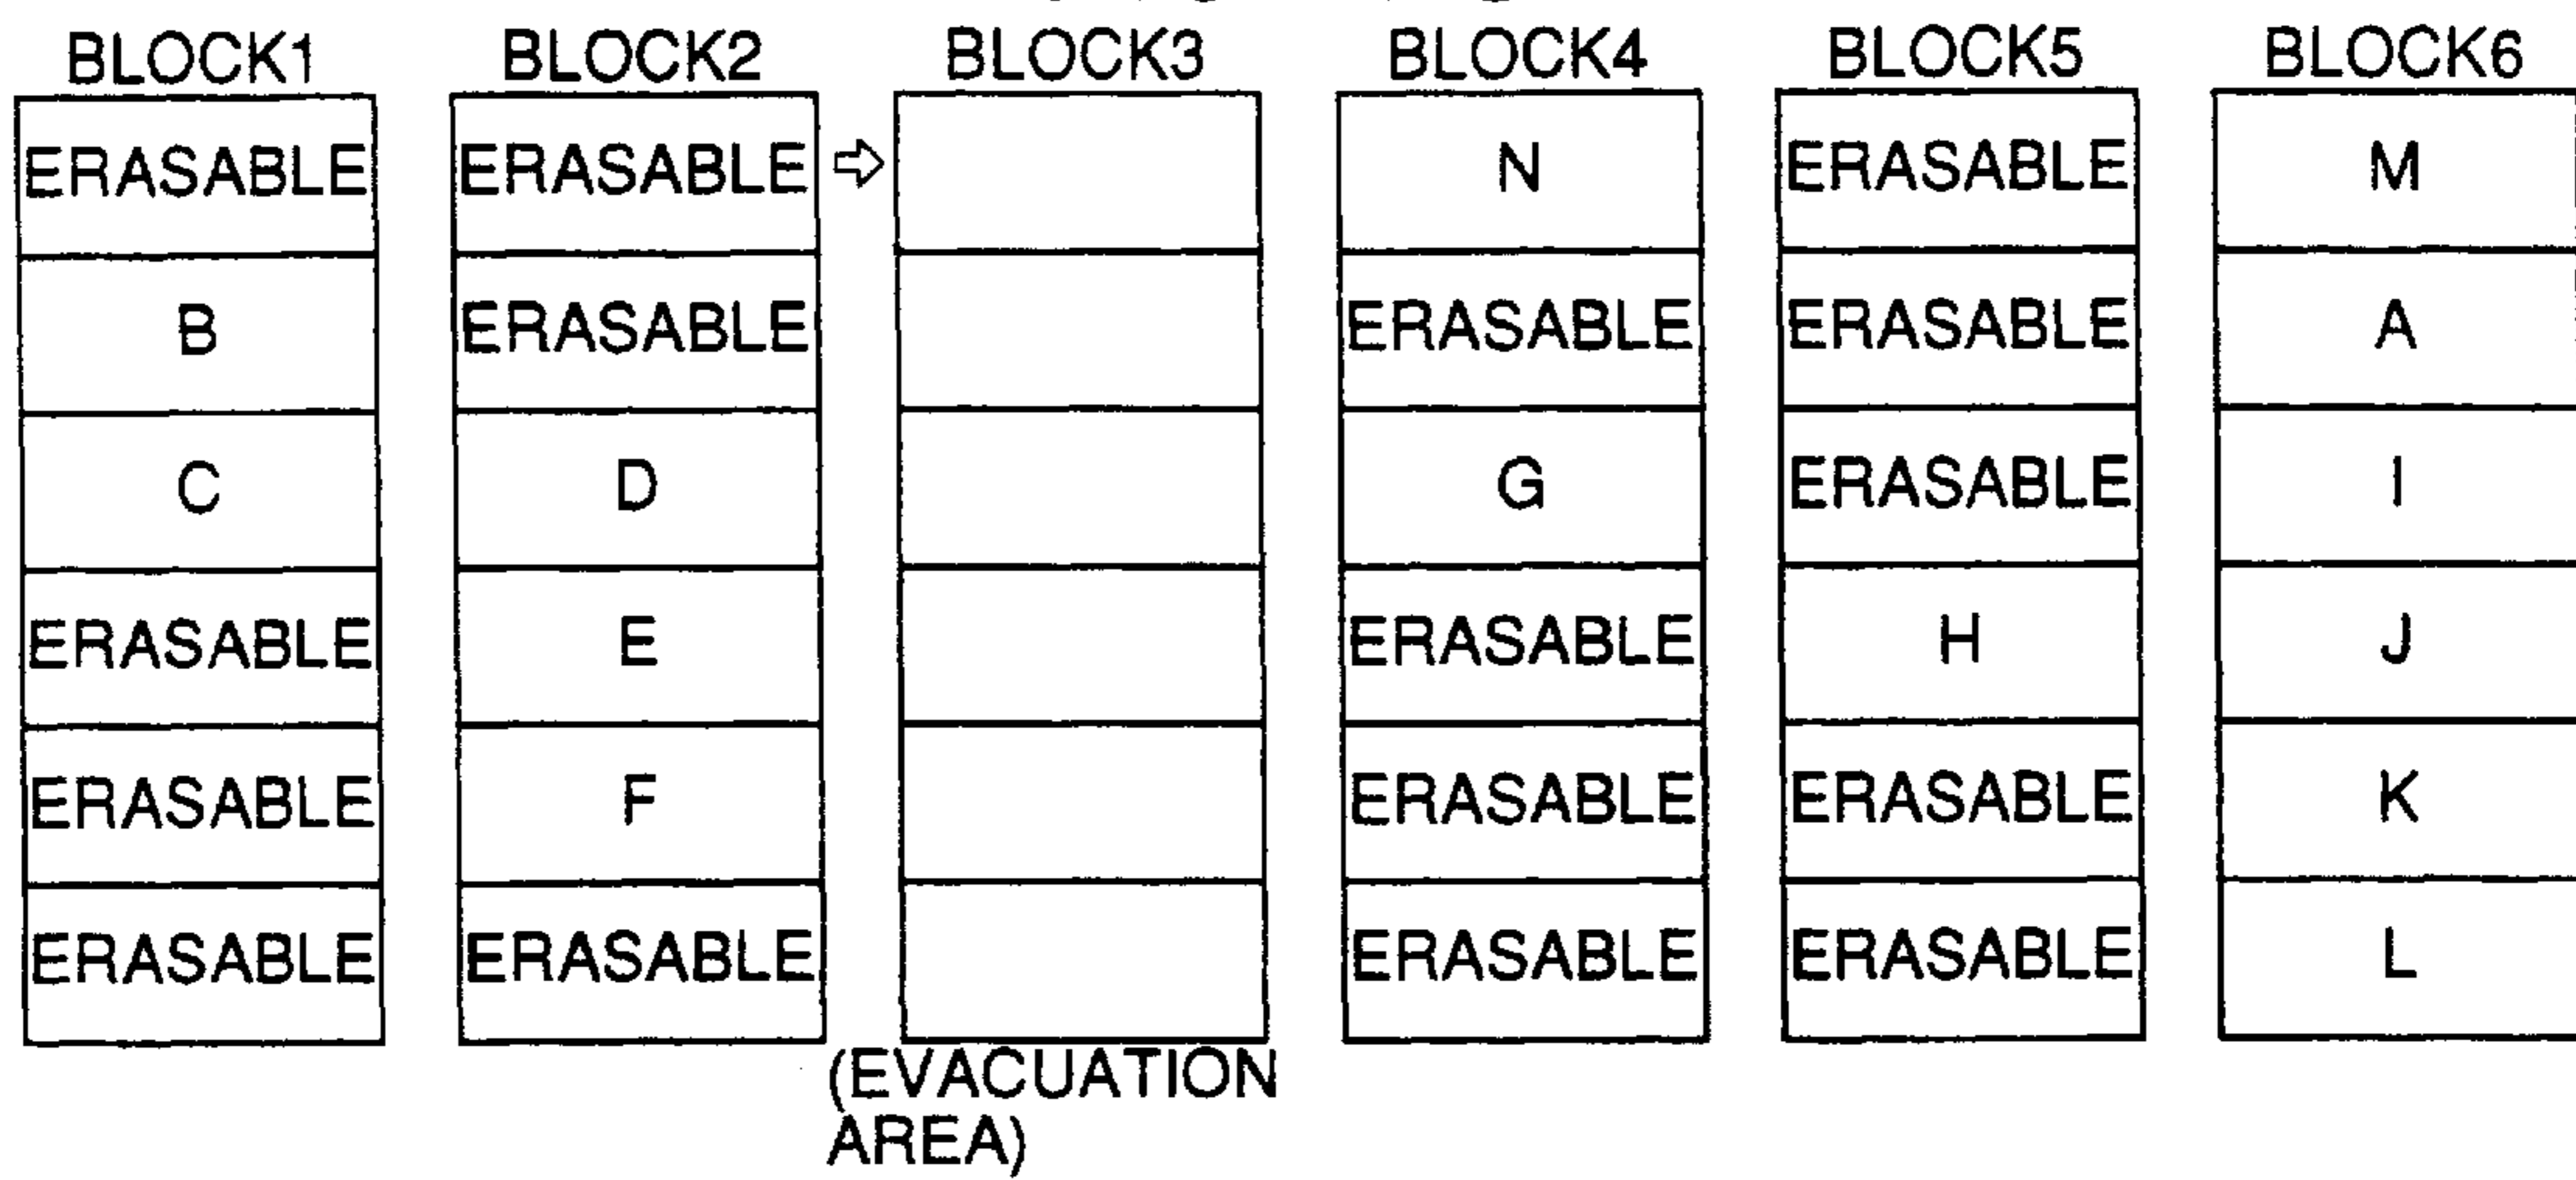 BLOCK1 BLOCK2 BLOCK3 BLOCK4 BLOCK5 BLOCK6
ERASABLE ERASABLE N ERASABLE M
B ERASABLE ERASABLE ERASABLE A
C D G ERASABLE I
ERASABLE E ERASABLE H J
ERASABLE F ERASABLE ERASABLE K
ERASABLE ERASABLE ERASABLE ERASABLE L
(EVACUATION
AREA)